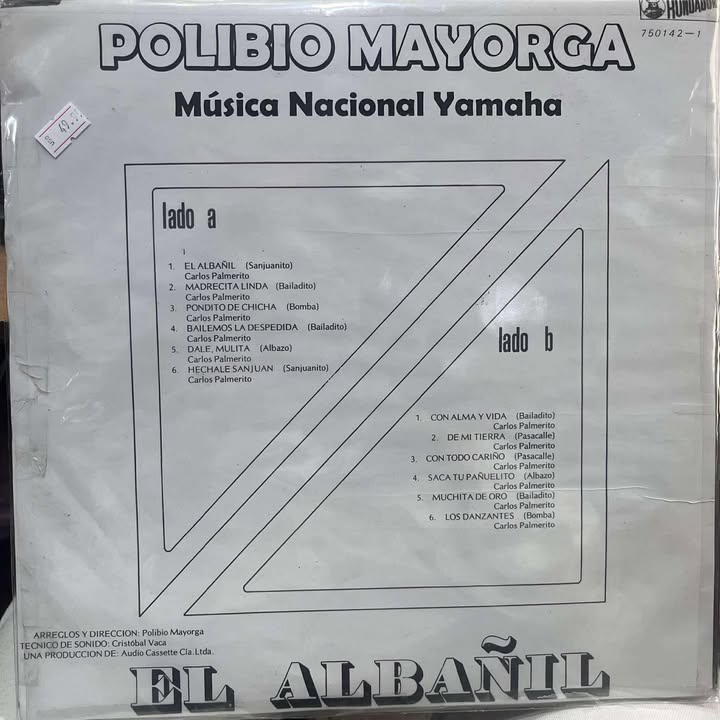 RONDADOR
750142-1
POLIBIO MAYORGA
Música Nacional Yamaha
49
lado a
1. EL ALBAÑIL (Sanjuanito)
Carlos Palmerito
2. MADRECITA LINDA (Bailadito)
Carlos Palmerito
3. PONDITO DE CHICHA (Bomba)
Carlos Palmerito
4. BAILEMOS LA DESPEDIDA (Bailadito)
Carlos Palmerito
5. DALE, MULITA (Albazo)
Carlos Palmerito
6. HECHALE SANJUAN (Sanjuanito)
Carlos Palmerito
lado b
1. CON ALMA Y VIDA (Bailadito)
Carlos Palmerito
2. DE MI TIERRA (Pasacalle)
Carlos Palmerito
3. CON TODO CARIÑO (Pasacalle)
Carlos Palmerito
4. SACA TU PAÑUELITO (Albazo)
Carlos Palmerito
5. MUCHITA DE ORO (Bailadito)
Carlos Palmerito
6. LOS DANZANTES (Bomba)
Carlos Palmerito
ARREGLOS Y DIRECCION: Polibio Mayorga
TECNICO DE SONIDO: Cristóbal Vaca
UNA PRODUCCION DE: Audio Cassette Cla.Ltda.
EL ALBAÑIL